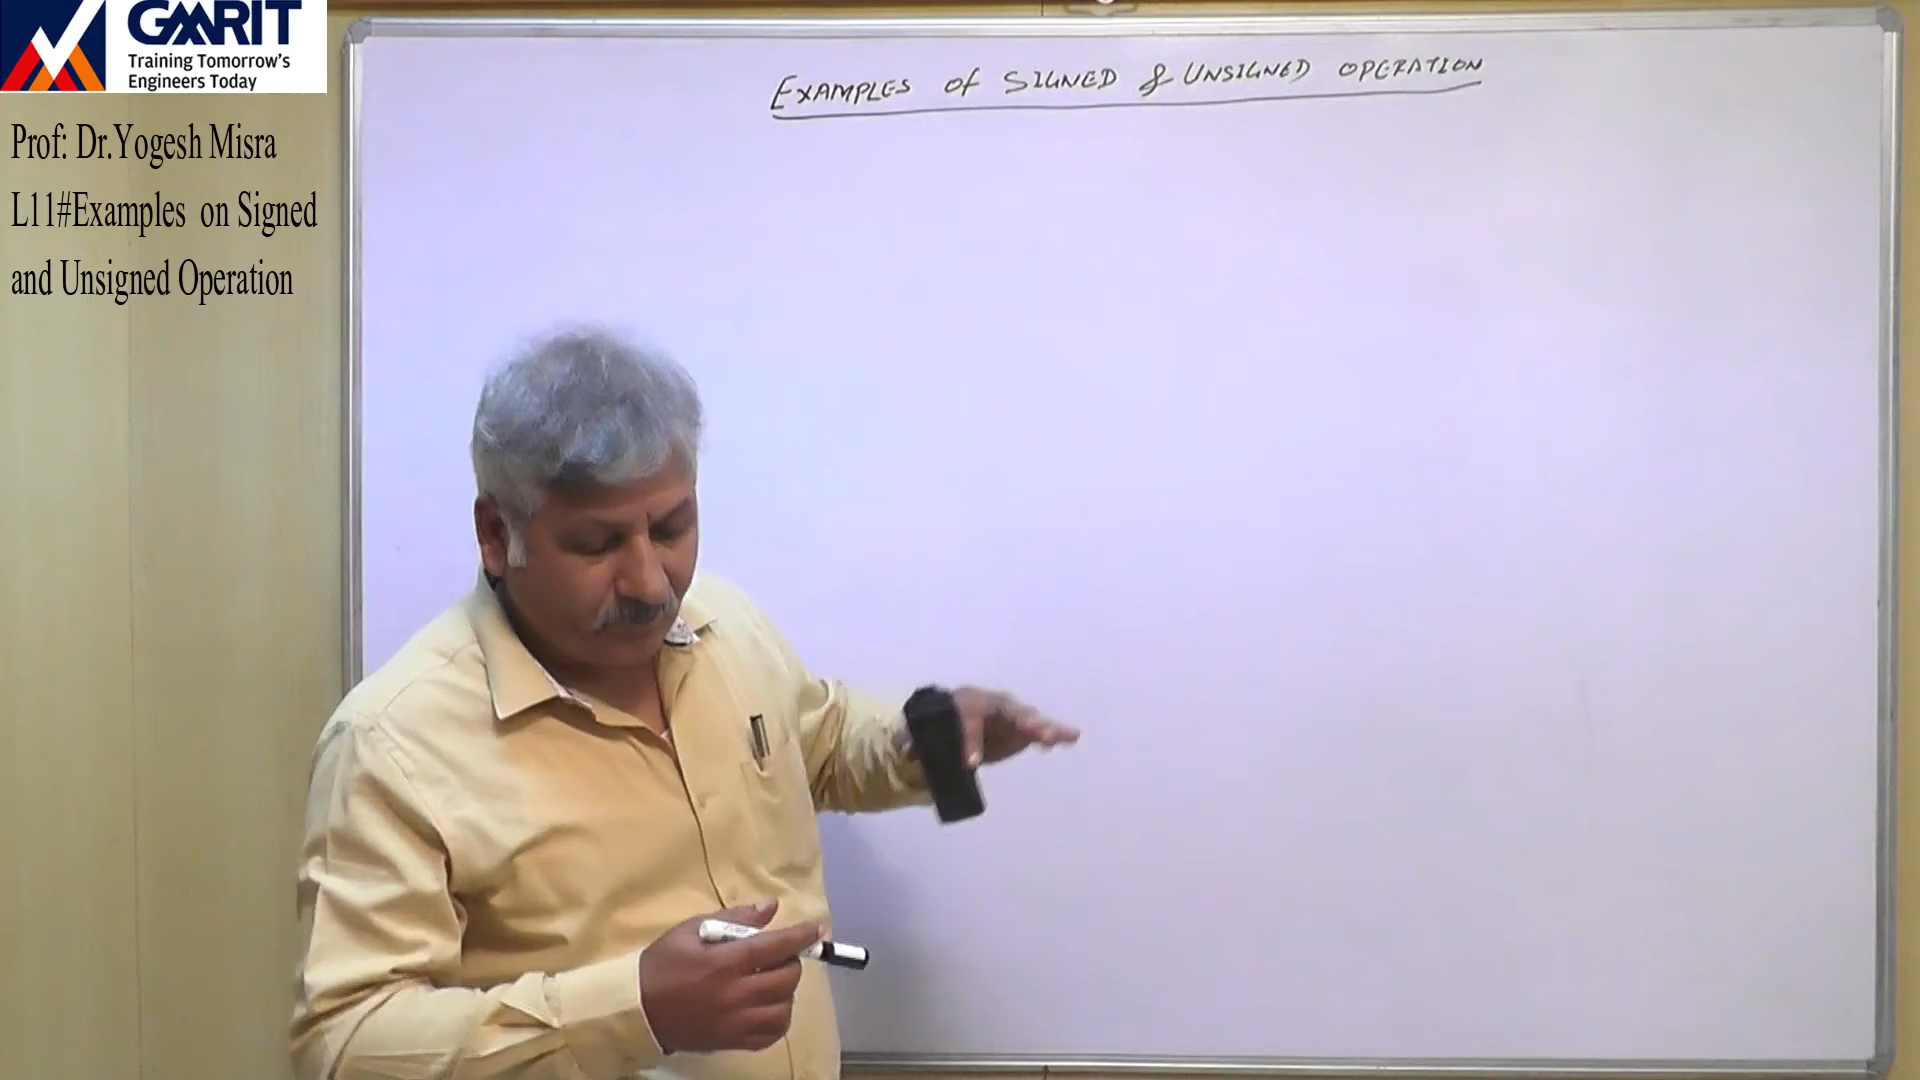 GMRIT
Training Tomorrow's
Engineers Today
Prof: Dr.Yogesh Misra
L11#Examples on Signed
and Unsigned Operation
EXAMPLES of SIGNED & UNSIGNED OPERATION